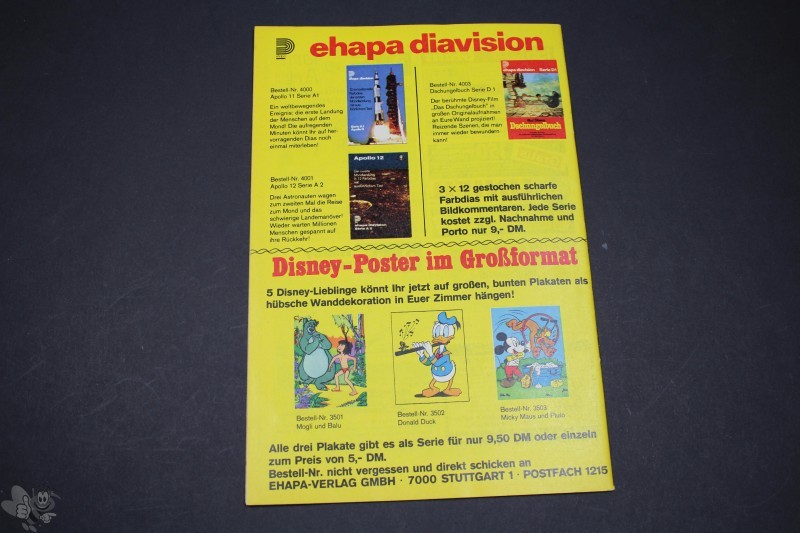 ehapa diavision
Bestell-Nr. 4000
Apollo 11 Serie A1
Ein weltbewegendes
Ereignis: die erste Landung
der Menschen auf dem
Mond! Die aufregenden
Minuten könnt Ihr auf her-
vorragenden Dias noch
einmal miterleben!
Bestell-Nr. 4001
Apollo 12 Serie A 2
Drei Astronauten wagen
zum zweiten Mal die Reise
zum Mond und das
schwierige Landemanöver!
Wieder warten Millionen
Menschen gespannt auf
ihre Rückkehr!
Apollo 12
Bestell-Nr. 4003
Dschungelbuch Serie D 1
Der berühmte Disney-Film
„Das Dschungelbuch" in
großen Originalaufnahmen
an Eure Wand projiziert!
Reizende Szenen, die man
immer wieder bewundern
kann!
ehapa diavision
Dschungelbuch
3 × 12 gestochen scharfe
Farbdias mit ausführlichen
Bildkommentaren. Jede Serie
kostet zzgl. Nachnahme und
Porto nur 9,- DM.
Disney-Poster im Großformat
5 Disney-Lieblinge könnt Ihr jetzt auf großen, bunten Plakaten als
hübsche Wanddekoration in Euer Zimmer hängen!
Bestell-Nr. 3501
Mogli und Balu
Bestell-Nr. 3502
Donald Duck
Bestell-Nr. 3503
Micky Maus und Pluto
Alle drei Plakate gibt es als Serie für nur 9,50 DM oder einzeln
zum Preis von 5,- DM.
Bestell-Nr. nicht vergessen und direkt schicken an
EHAPA-VERLAG GMBH · 7000 STUTTGART 1 · POSTFACH 1215